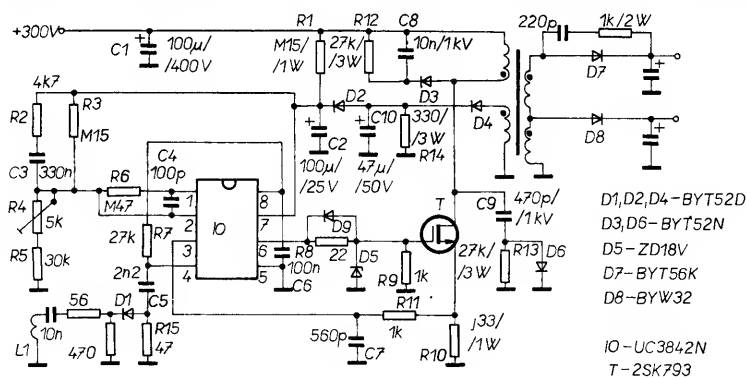 +300V
C1
100µ/
/400V
R1
M15/
/1W
R12
27k/
/3W
C8
10n/1kV
220p
1k/2W
D7
D8
D3
D2
C2
100µ/
/25V
C10
47µ/
/50V
330/
/3W
R14
D4
4k7
R2
R3
M15
C3
330n
R4
5k
R5
30k
R6
M47
C4
100p
R7
27k
1
2
3
4
IO
8
7
6
5
R8
22
D9
D5
100n
C6
R9
1k
T
27k/
/3W
C9
470p/
/1kV
R13
D6
R11
1k
560p
C7
R10
j33/
/1W
2n2
C5
D1
56
10n
L1
470
R15
47
D1,D2,D4-BYT52D
D3,D6-BYT52N
D5-ZD18V
D7-BYT56K
D8-BYW32
IO-UC3842N
T-2SK793